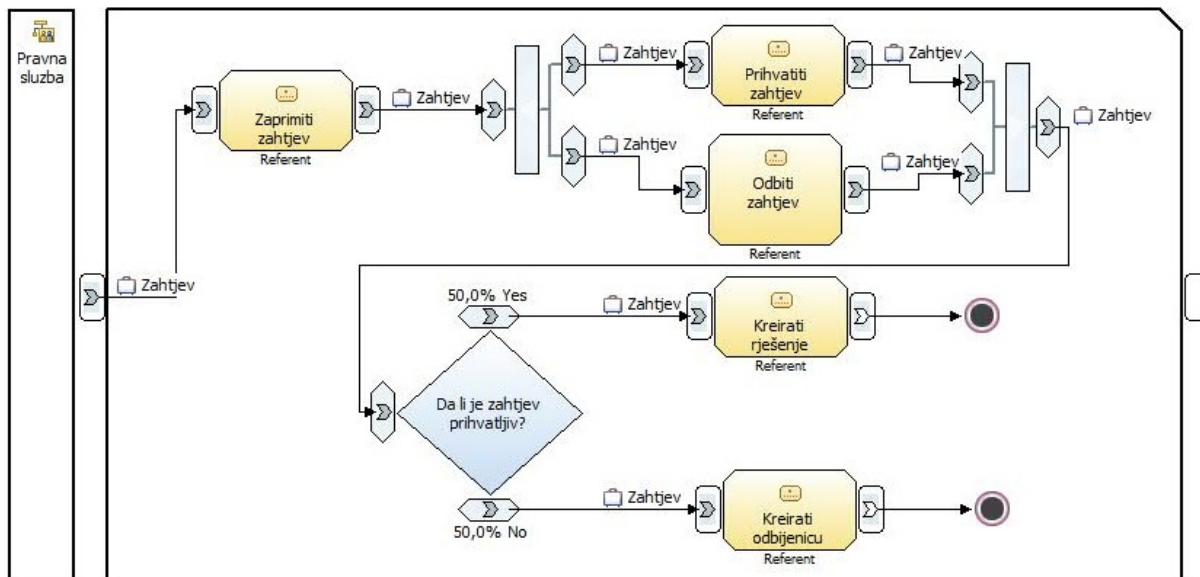 Pravna
sluzba
Zahtjev
Zaprimiti
zahtjev
Referent
Zahtjev
Zahtjev
Prihvatiti
zahtjev
Referent
Zahtjev
Zahtjev
Zahtjev
Odbiti
zahtjev
Referent
Zahtjev
50,0% Yes
Zahtjev
Kreirati
rješenje
Referent
Da li je zahtjev
prihvatljiv?
50,0% No
Zahtjev
Kreirati
odbijenicu
Referent